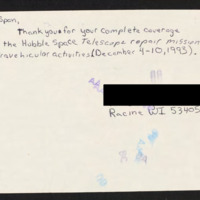 Span,
Thank you for your complete coverage
the Hubble Space Telescope repair mission
ravehicular activities (December 4-10, 1993).
Racine WI 53405